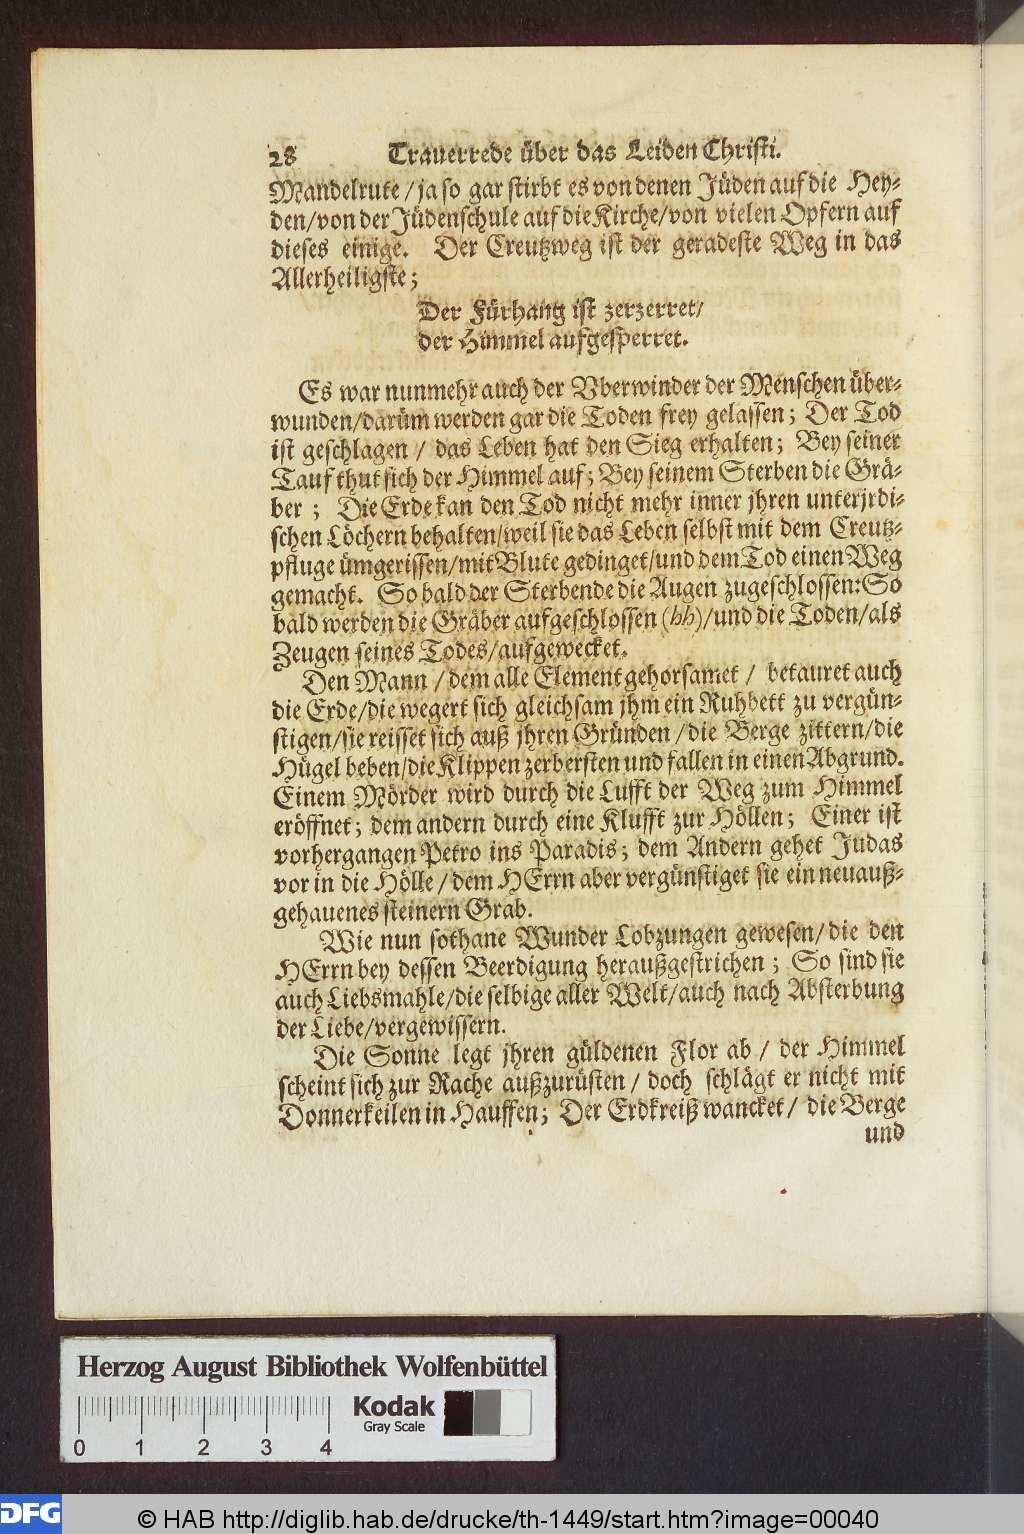 28 Trauerrede über das Leiden Christi.
Mandelrute / ja so gar stirbt es von denen Jüden auf die Hey-
den/von der Jüdenschule auf die Kirche/von vielen Opfern auf
dieses einige. Der Creutzweg ist der geradeste Weg in das
Allerheiligste;
Der Fürhang ist zerzerret/
der Himmel aufgesperret.
Es war nunmehr auch der Vberwinder der Menschen über-
wunden/darüm werden gar die Toden frey gelassen; Der Tod
ist geschlagen / das Leben hat den Sieg erhalten; Bey seiner
Tauf thut sich der Himmel auf; Bey seinem Sterben die Grä-
ber ; Die Erde kan den Tod nicht mehr inner jhren unterjrdi-
schen Löchern behalten/weil sie das Leben selbst mit dem Creutz-
pfluge ümgerissen/mit Blute gedinget/und dem Tod einen Weg
gemacht. So bald der Sterbende die Augen zugeschlossen: So
bald werden die Gräber aufgeschlossen (hh)/und die Toden/als
Zeugen seines Todes/aufgewecket.
Den Mann / dem alle Element gehorsamet / betauret auch
die Erde/die wegert sich gleichsam jhm ein Ruhbett zu vergün-
stigen/sie reisset sich auß jhren Gründen / die Berge zittern/die
Hügel beben/die Klippen zerbersten und fallen in einen Abgrund.
Einem Mörder wird durch die Lufft der Weg zum Himmel
eröffnet; dem andern durch eine Klufft zur Höllen; Einer ist
vorhergangen Petro ins Paradis; dem Andern gehet Judas
vor in die Hölle / dem HErrn aber vergünstiget sie ein neuauß-
gehauenes steinern Grab.
Wie nun sothane Wunder Lobzungen gewesen/die den
HErrn bey dessen Beerdigung heraußgestrichen ; So sind sie
auch Liebsmahle/die selbige aller Welt/auch nach Absterbung
der Liebe/vergewissern.
Die Sonne legt jhren güldenen Flor ab / der Himmel
scheint sich zur Rache außzurüsten / doch schlägt er nicht mit
Donnerkeilen in Hauffen; Der Erdkreiß wancket / die Berge
und
Herzog August Bibliothek Wolfenbüttel
Kodak
Gray Scale
0 1 2 3 4
DFG © HAB http://diglib.hab.de/drucke/th-1449/start.htm?image=00040